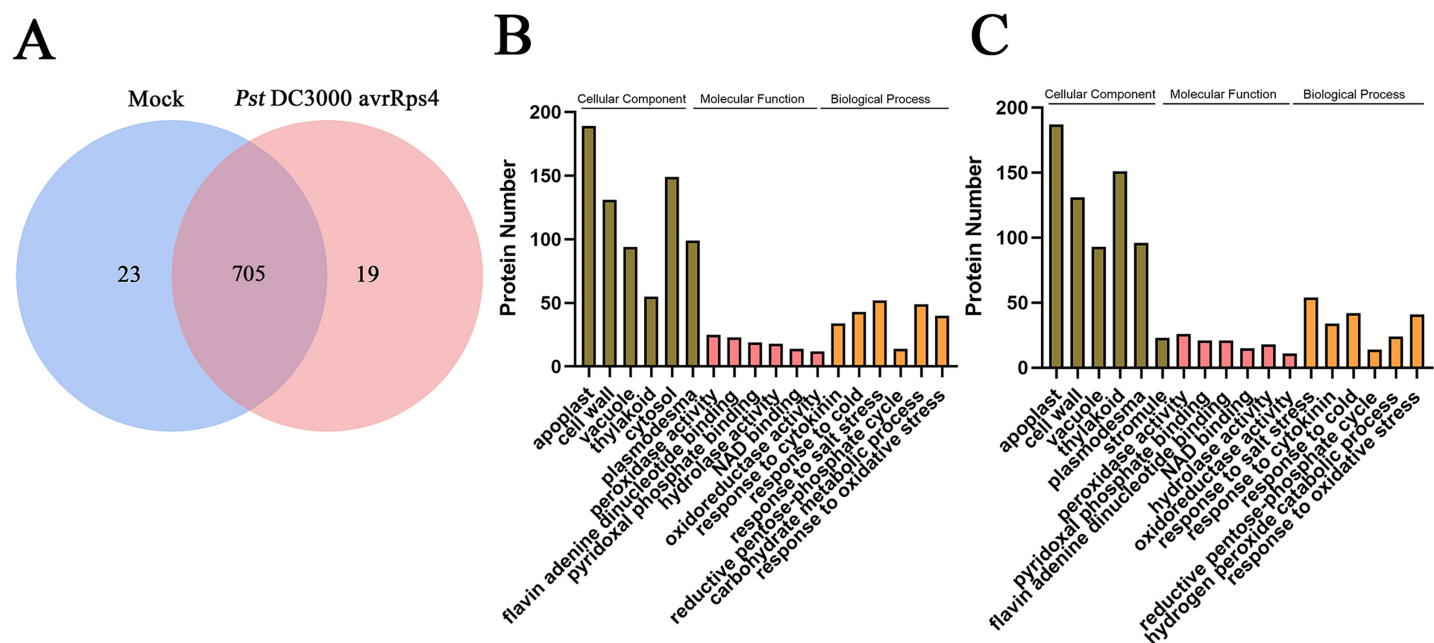 A
Mock
Pst DC3000 avrRps4
23
705
19
B
Cellular Component
Molecular Function
Biological Process
Protein Number
200
150
100
50
0
apoplast
cell wall
vacuole
thylakoid
cytosol
plasmodesma
peroxidase activity
flavin adenine dinucleotide binding
pyridoxal phosphate binding
hydrolase activity
NAD binding
oxidoreductase activity
response to cytokinin
response to cold
response to salt stress
reductive pentose-phosphate cycle
carbohydrate metabolic process
response to oxidative stress
C
Cellular Component
Molecular Function
Biological Process
Protein Number
200
150
100
50
0
apoplast
cell wall
vacuole
thylakoid
plasmodesma
stromule
peroxidase activity
pyridoxal phosphate binding
flavin adenine dinucleotide binding
NAD binding
hydrolase activity
oxidoreductase activity
response to salt stress
response to cytokinin
response to cold
reductive pentose-phosphate cycle
hydrogen peroxide catabolic process
response to oxidative stress